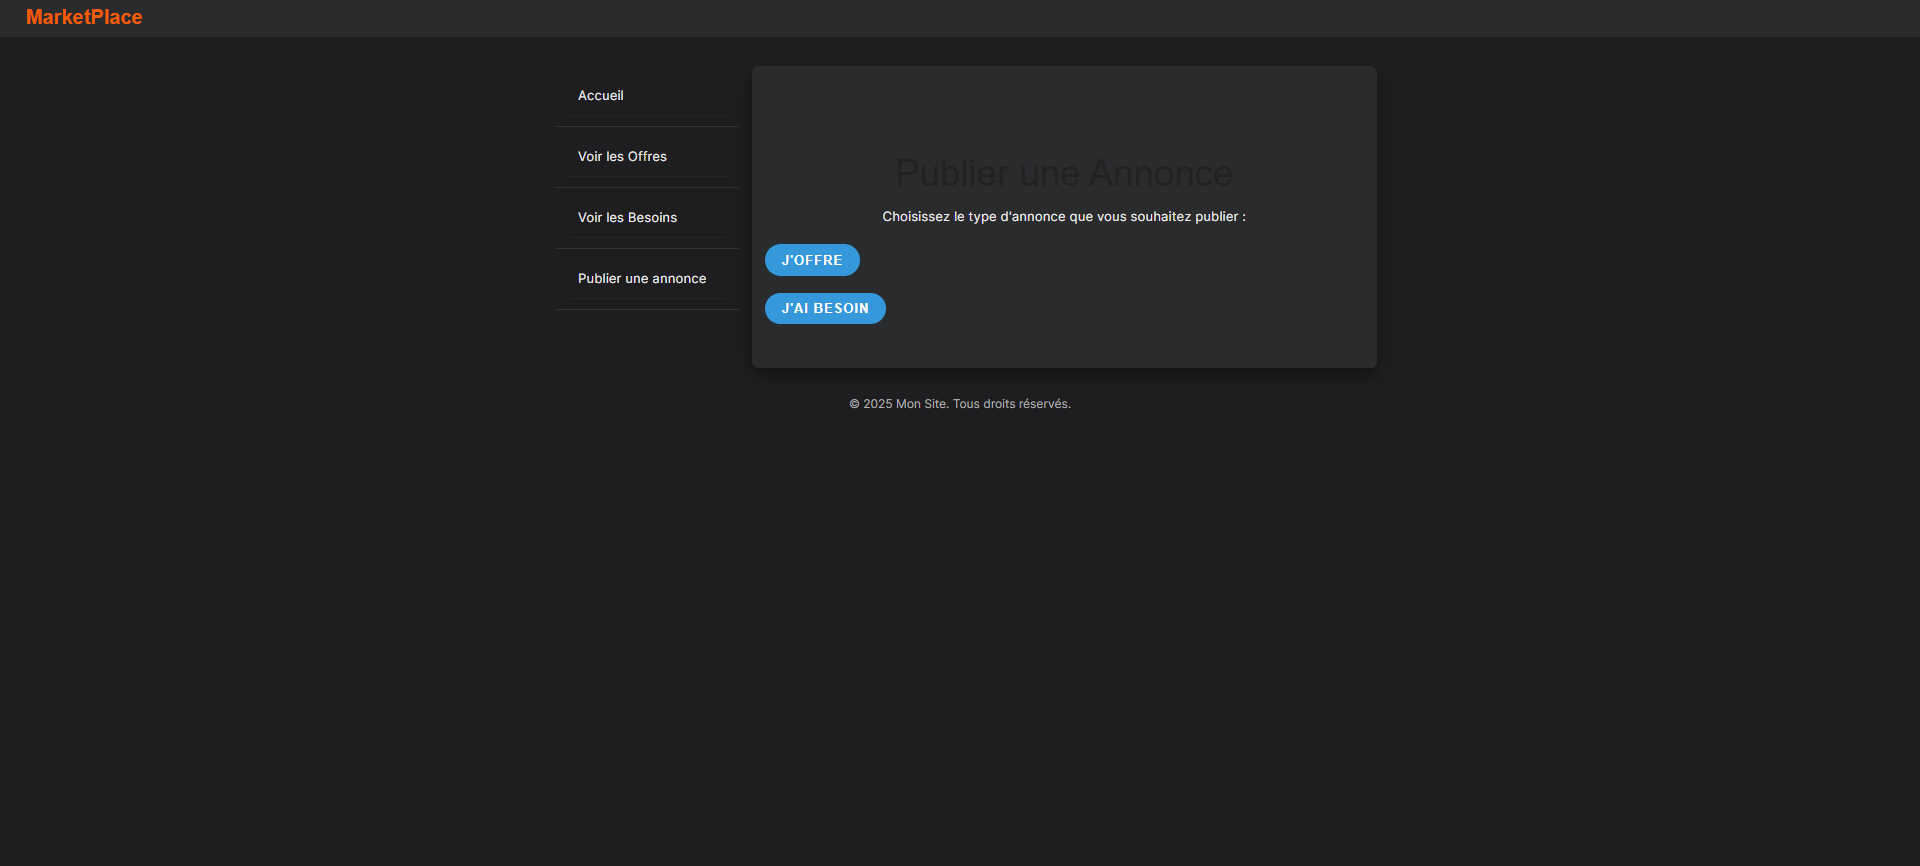 MarketPlace
Accueil
Voir les Offres
Voir les Besoins
Publier une annonce
Publier une Annonce
Choisissez le type d'annonce que vous souhaitez publier :
J'OFFRE
J'AI BESOIN
© 2025 Mon Site. Tous droits réservés.